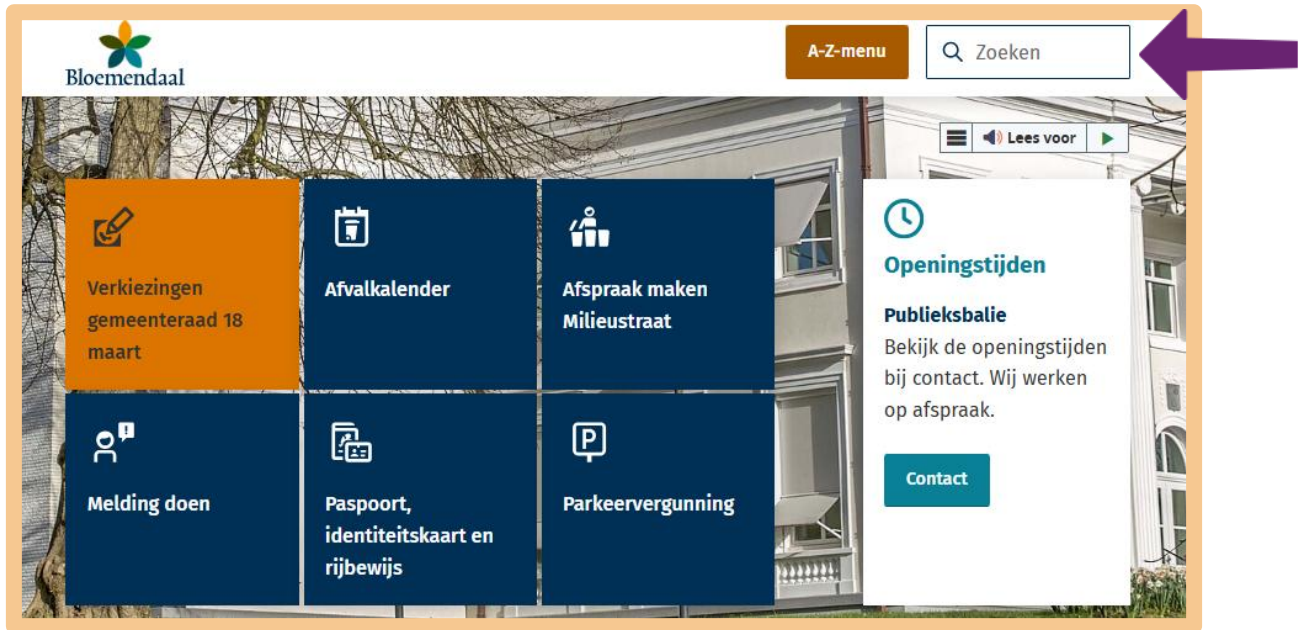 Bloemendaal
A-Z-menu
Zoeken
Lees voor
Verkiezingen
gemeenteraad 18
maart
Afvalkalender
Afspraak maken
Milieustraat
Melding doen
Paspoort,
identiteitskaart en
rijbewijs
P
Parkeervergunning
Openingstijden
Publieksbalie
Bekijk de openingstijden
bij contact. Wij werken
op afspraak.
Contact